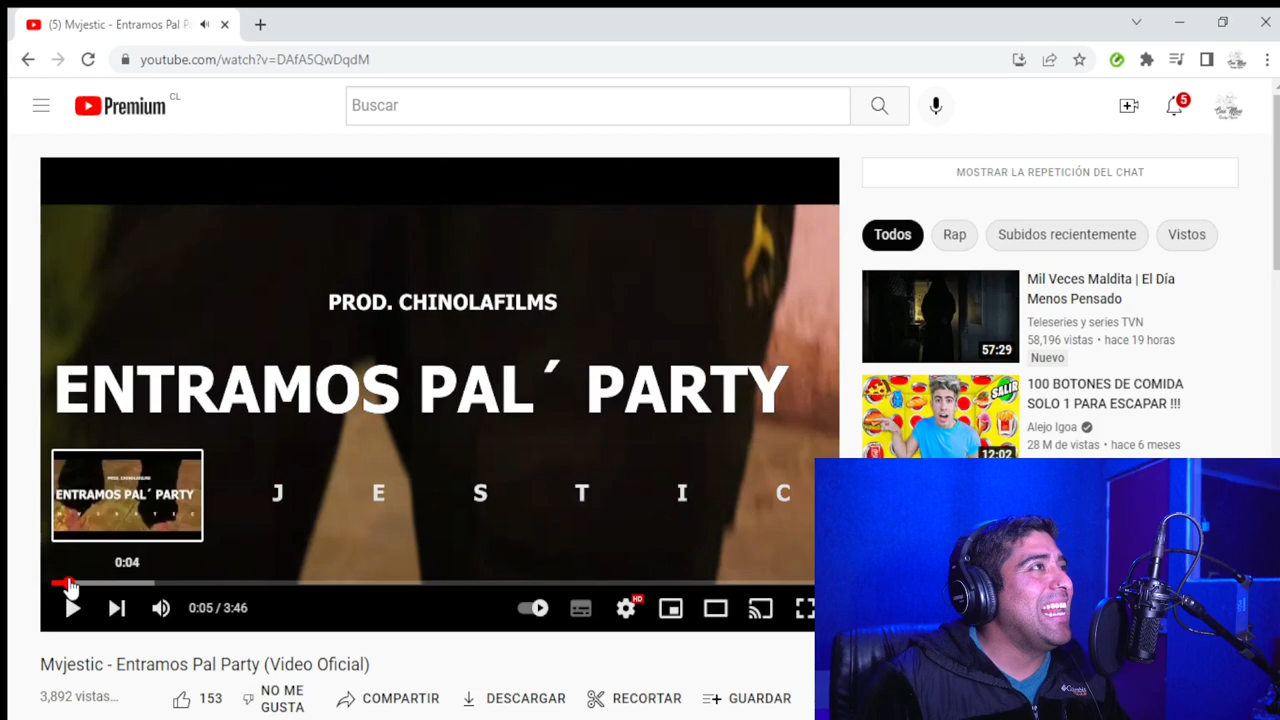 (5) Mvjestic - Entramos Pal P
youtube.com/watch?v=DAfA5QwDqdM
Premium CL
Buscar
5
MOSTRAR LA REPETICIÓN DEL CHAT
Todos
Rap
Subidos recientemente
Vistos
PROD. CHINOLAFILMS
ENTRAMOS PAL´ PARTY
J E S T I C
PROD. CHINOLAFILMS
ENTRAMOS PAL´ PARTY
0:04
0:05 / 3:46
HD
Mil Veces Maldita | El Día
Menos Pensado
Teleseries y series TVN
58,196 vistas • hace 19 horas
Nuevo
57:29
100 BOTONES DE COMIDA
SOLO 1 PARA ESCAPAR !!!
Alejo Igoa
28 M de vistas • hace 6 meses
SALIR
12:02
Mvjestic - Entramos Pal Party (Video Oficial)
3,892 vistas...
153
NO ME
GUSTA
COMPARTIR
DESCARGAR
RECORTAR
GUARDAR
Columbia